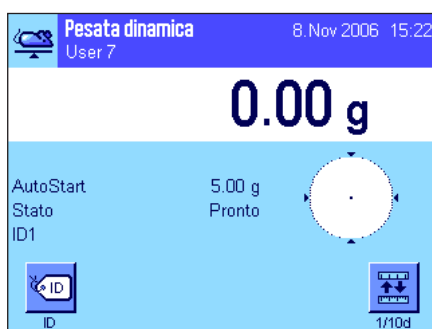 Pesata dinamica 8.Nov 2006 15:22
User 7
0.00 g
AutoStart 5.00 g
Stato Pronto
ID1
ID
ID 1/10d